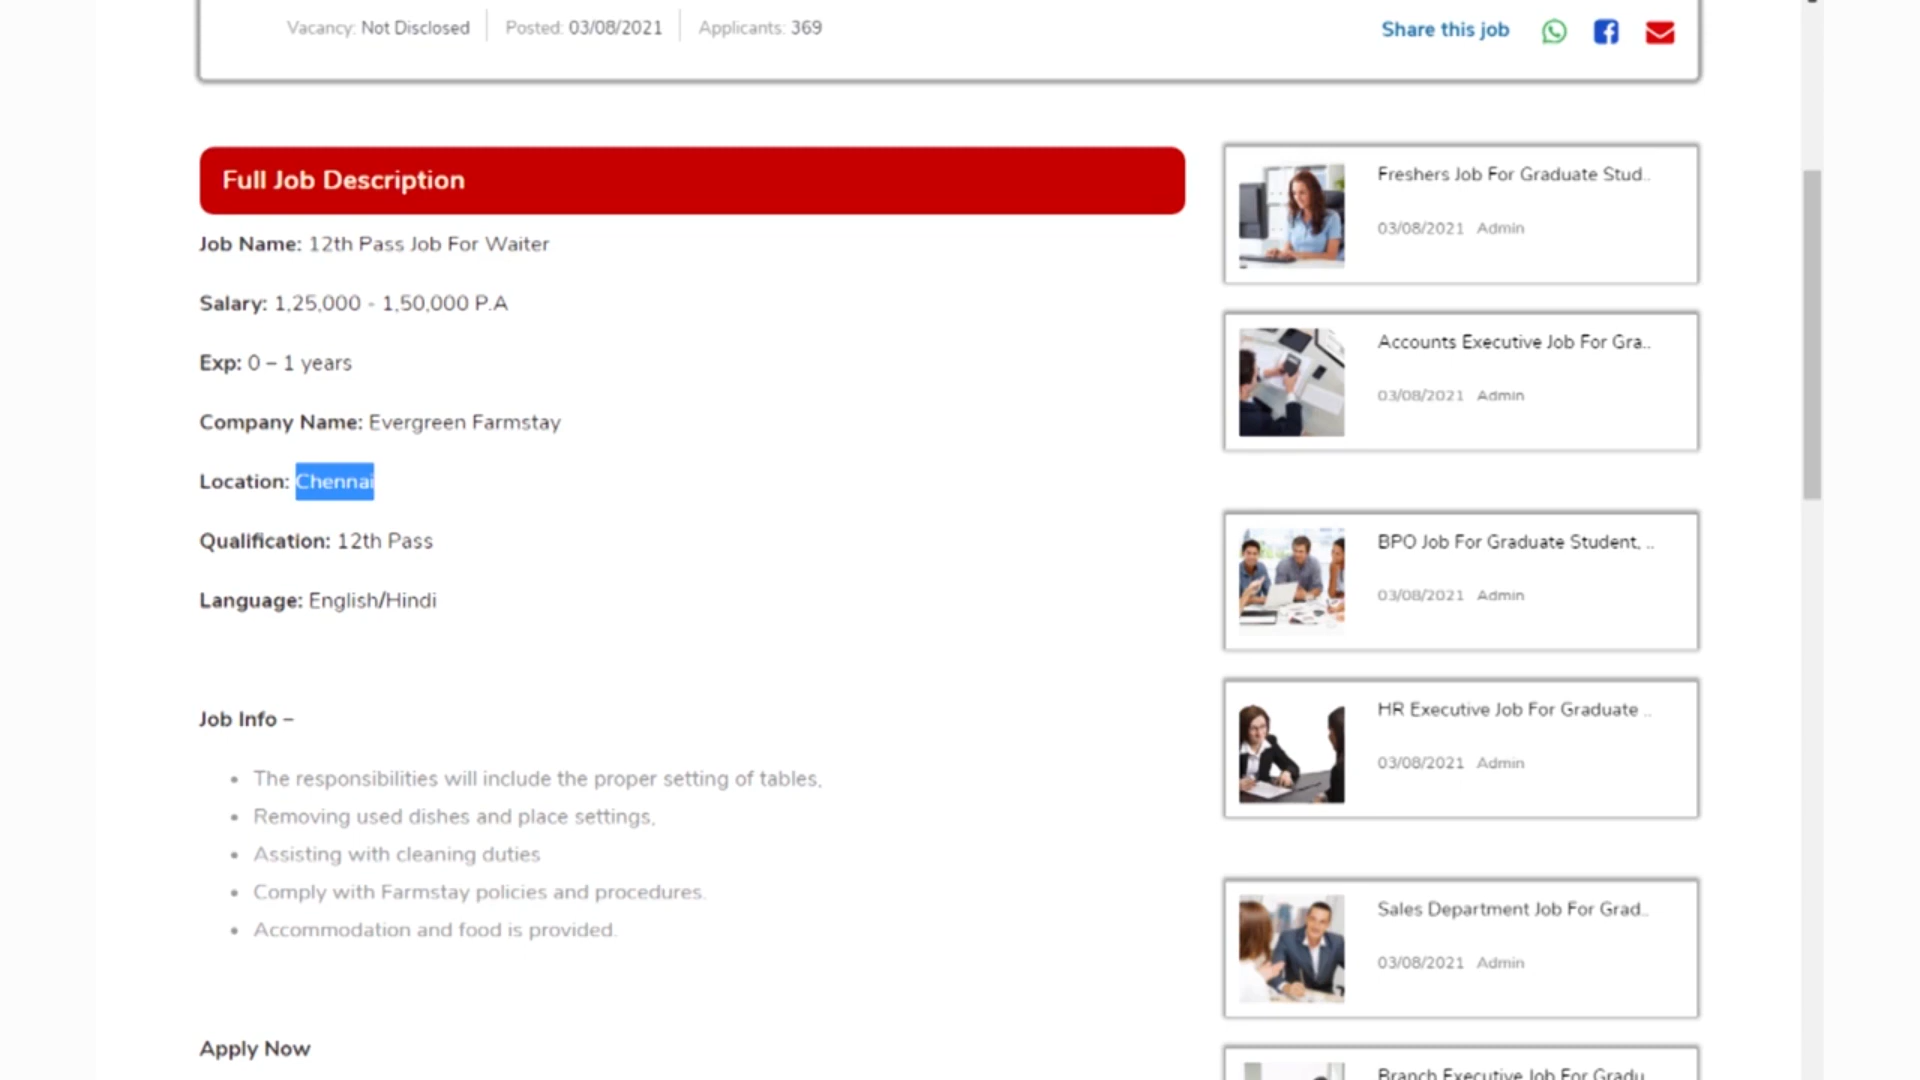 Vacancy: Not Disclosed Posted: 03/08/2021 Applicants: 369
Share this job
Full Job Description
Job Name: 12th Pass Job For Waiter
Salary: 1,25,000 - 1,50,000 P.A
Exp: 0 – 1 years
Company Name: Evergreen Farmstay
Location: Chennai
Qualification: 12th Pass
Language: English/Hindi
Job Info –
• The responsibilities will include the proper setting of tables,
• Removing used dishes and place settings,
• Assisting with cleaning duties
• Comply with Farmstay policies and procedures.
• Accommodation and food is provided.
Apply Now
Freshers Job For Graduate Stud..
03/08/2021 Admin
Accounts Executive Job For Gra..
03/08/2021 Admin
BPO Job For Graduate Student, ..
03/08/2021 Admin
HR Executive Job For Graduate ..
03/08/2021 Admin
Sales Department Job For Grad..
03/08/2021 Admin
Branch Executive Job For Gradu..